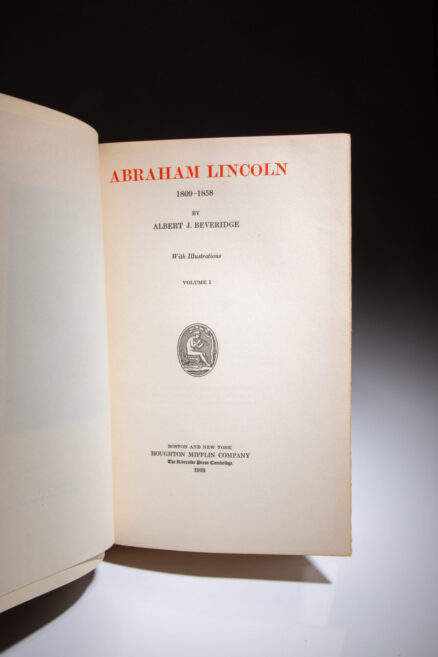 ABRAHAM LINCOLN
1809–1858
BY
ALBERT J. BEVERIDGE
With Illustrations
VOLUME I
BOSTON AND NEW YORK
HOUGHTON MIFFLIN COMPANY
The Riverside Press Cambridge
1928